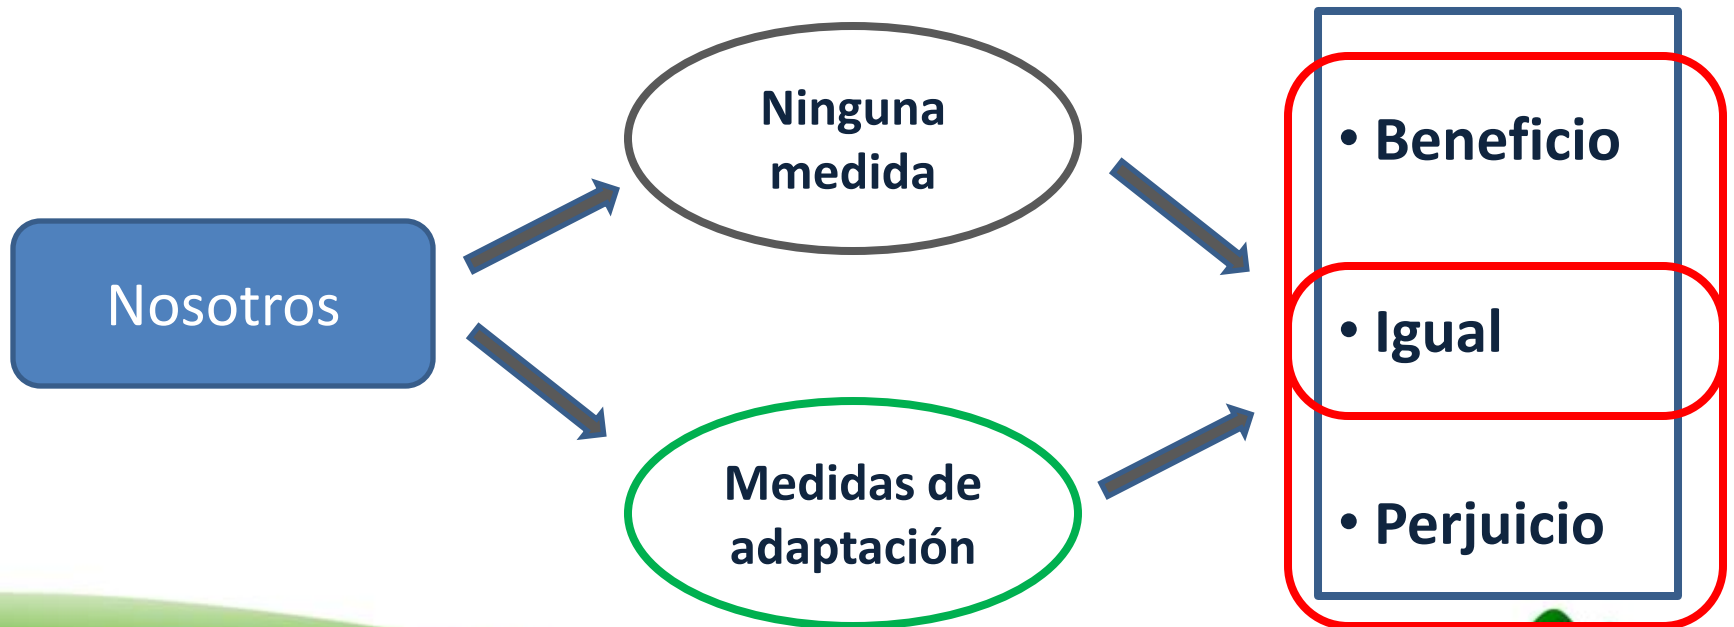 Nosotros
Ninguna
medida
Medidas de
adaptación
• Beneficio
• Igual
• Perjuicio